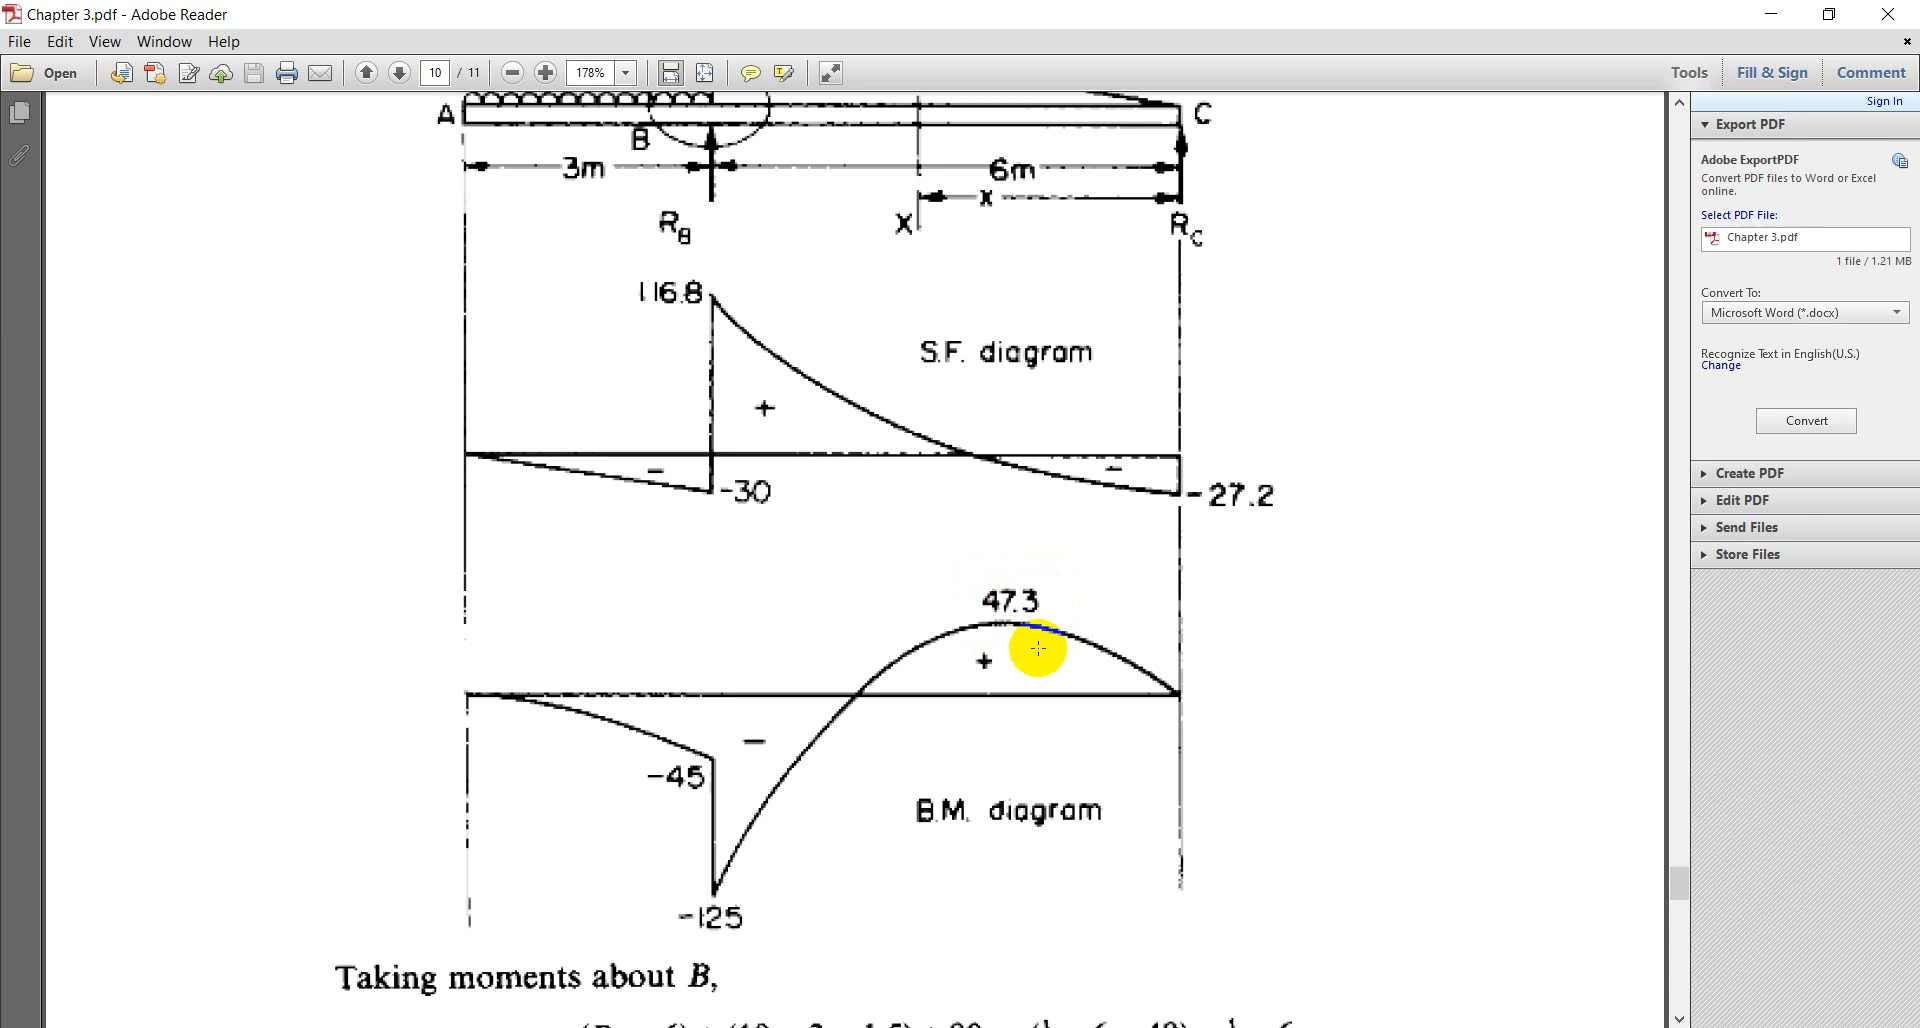 Chapter 3.pdf - Adobe Reader
File Edit View Window Help
Open 10 / 11 178% Tools Fill & Sign Comment
Sign In
Export PDF
Adobe ExportPDF
Convert PDF files to Word or Excel
online.
Select PDF File:
Chapter 3.pdf
1 file / 1.21 MB
Convert To:
Microsoft Word (*.docx)
Recognize Text in English(U.S.)
Change
Convert
Create PDF
Edit PDF
Send Files
Store Files
A B C
3m 6m
x
RB X RC
116.8
S.F. diagram
+
- -
-30 -27.2
47.3
+
-
-45
B.M. diagram
-125
Taking moments about B,